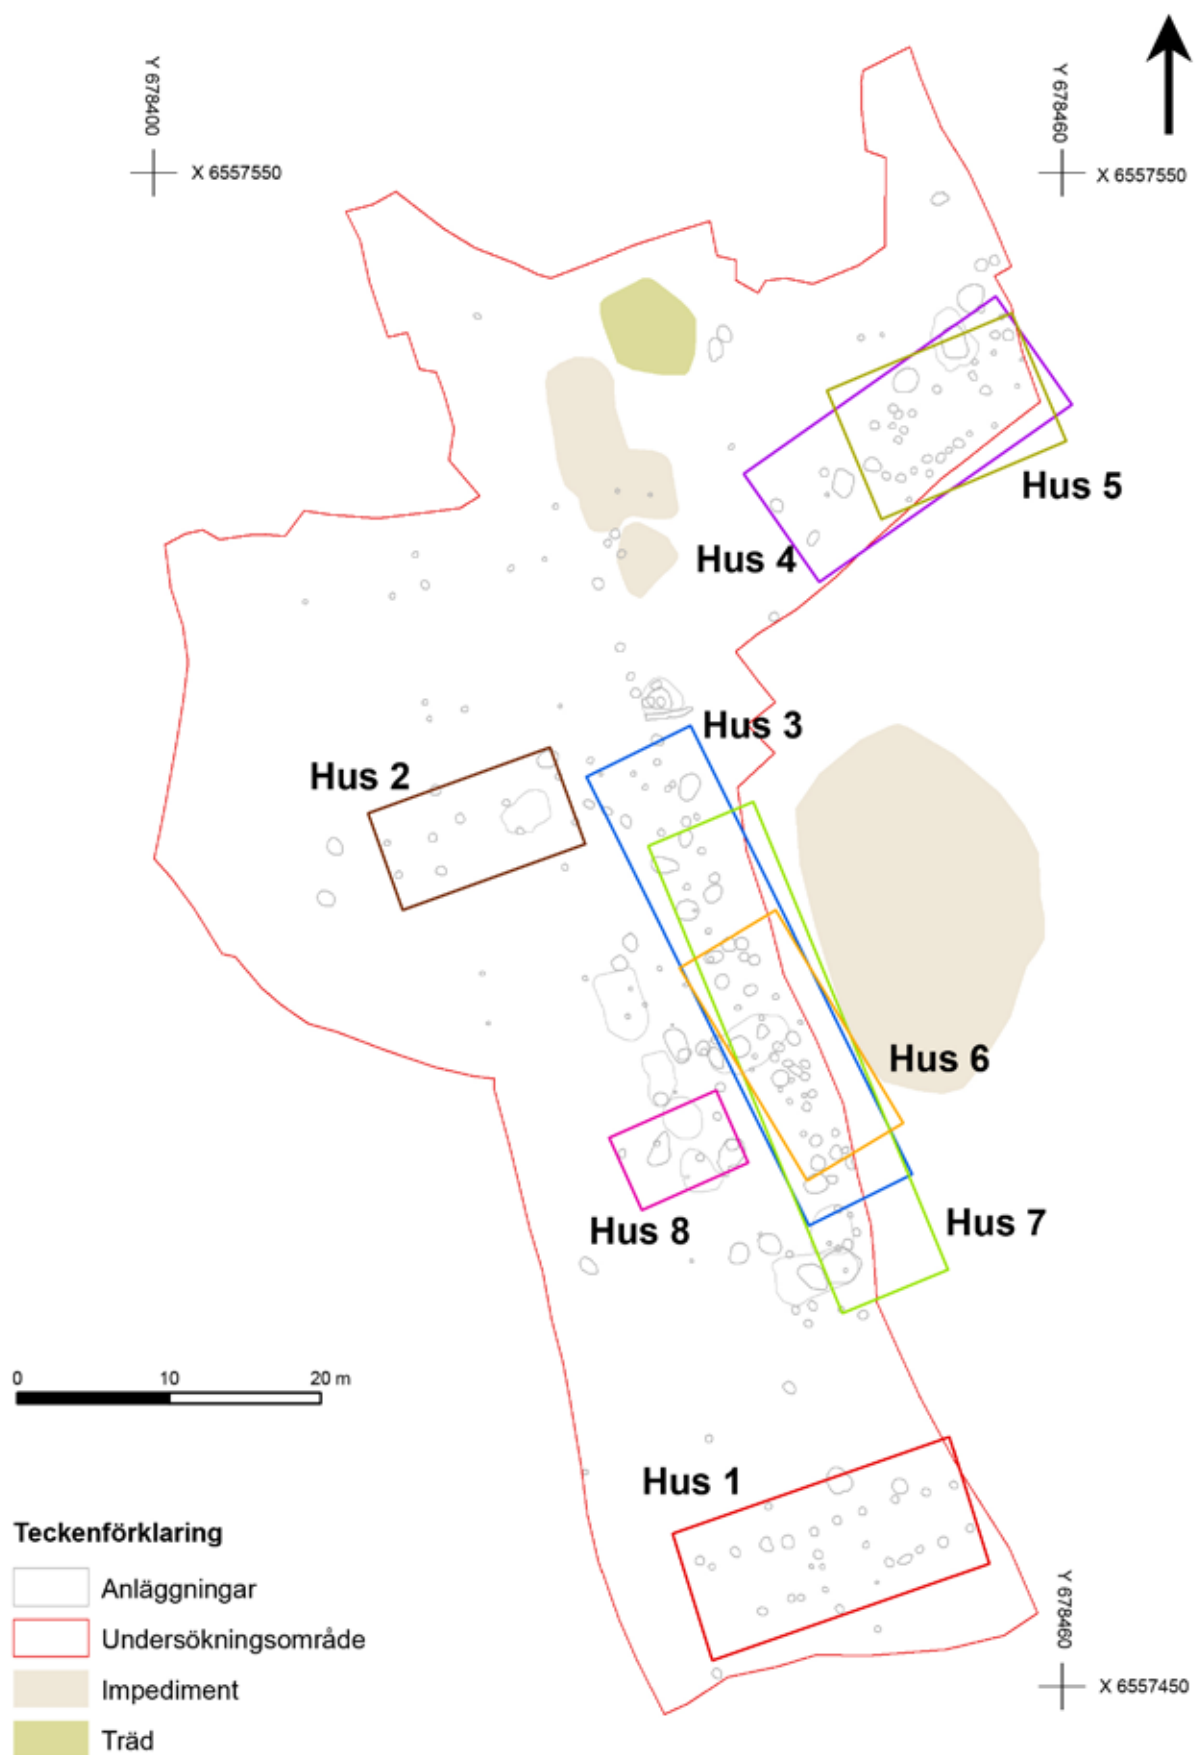 Y 678400
X 6557550
Y 678460
X 6557550
Hus 5
Hus 4
Hus 3
Hus 2
Hus 6
Hus 8
Hus 7
0 10 20 m
Hus 1
Teckenförklaring
Anläggningar
Undersökningsområde
Impediment
Träd
Y 678460
X 6557450